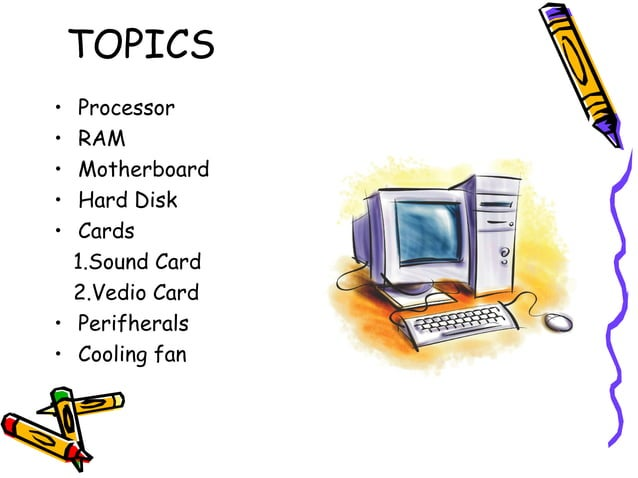 TOPICS
• Processor
• RAM
• Motherboard
• Hard Disk
• Cards
1.Sound Card
2.Vedio Card
• Perifherals
• Cooling fan